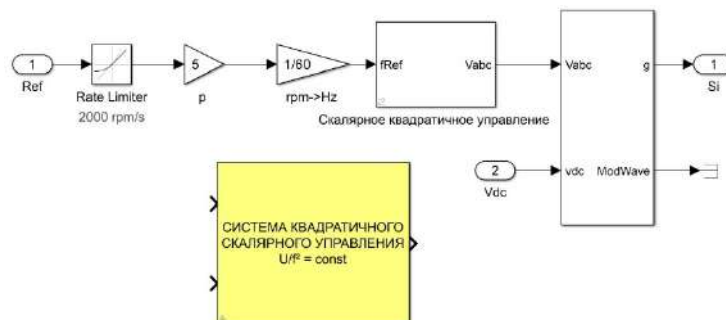 1
Ref
Rate Limiter
2000 rpm/s
5
p
1/60
rpm->Hz
fRef
Vabc
Скалярное квадратичное управление
Vabc
g
1
Si
2
Vdc
vdc
ModWave
СИСТЕМА КВАДРАТИЧНОГО
СКАЛЯРНОГО УПРАВЛЕНИЯ
U/f² = const